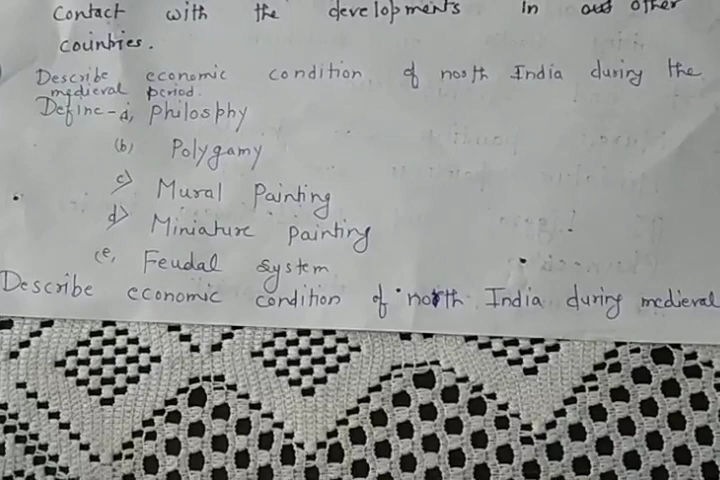 Contact with the developments in other
countries.
Describe economic condition of north India during the
medieval period.
Define - a, Philosphy
(b) Polygamy
c) Mural Painting
d) Miniature painting
(e, Feudal system
Describe economic condition of north India during medieval